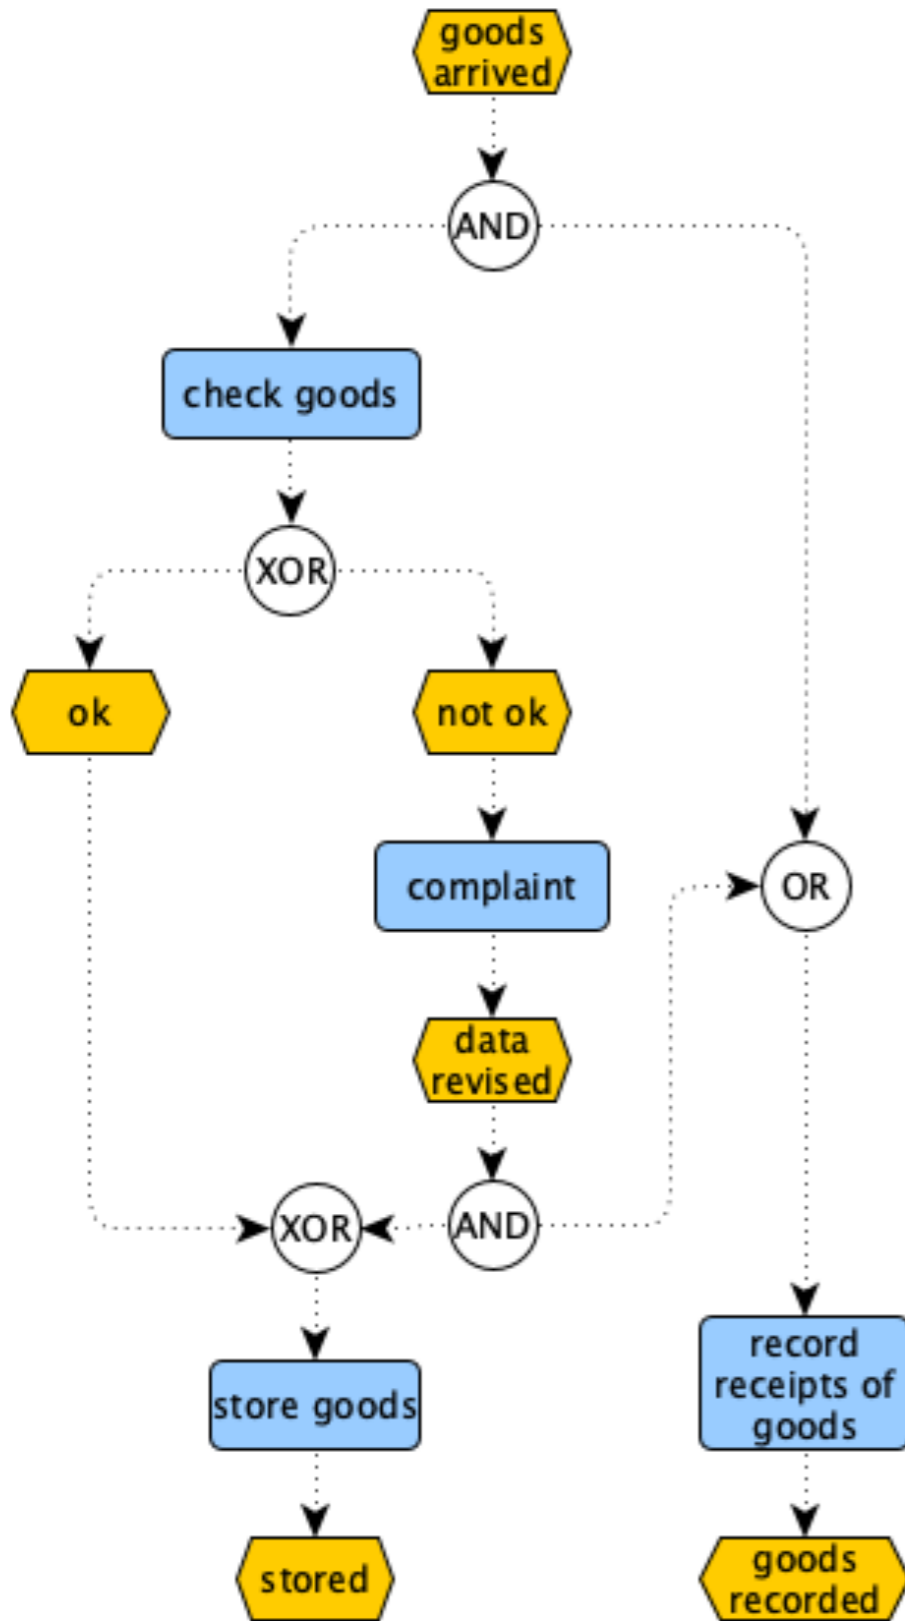 goods
arrived
AND
check goods
XOR
ok
not ok
complaint
OR
data
revised
XOR
AND
record
receipts of
goods
store goods
stored
goods
recorded